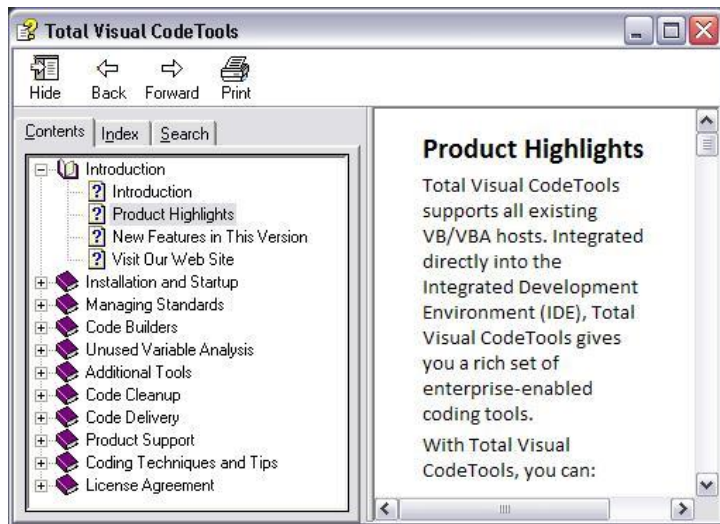 Total Visual CodeTools
Hide Back Forward Print
Contents Index Search
Introduction
Introduction
Product Highlights
New Features in This Version
Visit Our Web Site
Installation and Startup
Managing Standards
Code Builders
Unused Variable Analysis
Additional Tools
Code Cleanup
Code Delivery
Product Support
Coding Techniques and Tips
License Agreement
Product Highlights
Total Visual CodeTools
supports all existing
VB/VBA hosts. Integrated
directly into the
Integrated Development
Environment (IDE), Total
Visual CodeTools gives
you a rich set of
enterprise-enabled
coding tools.
With Total Visual
CodeTools, you can: